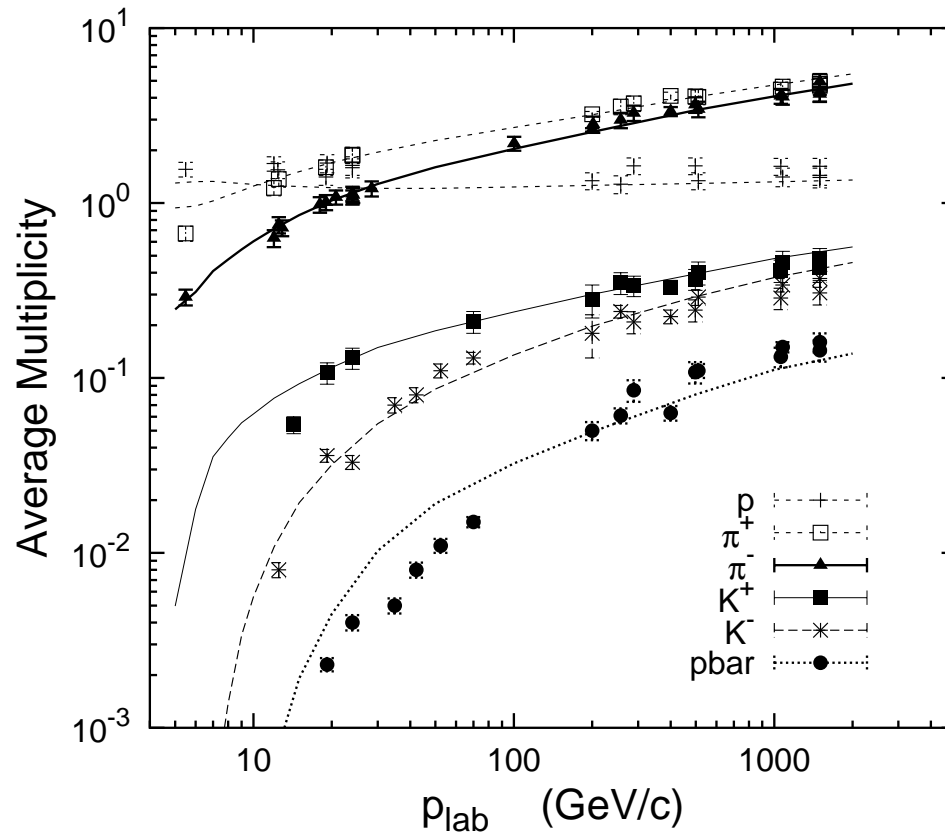 Average Multiplicity
10^1
10^0
10^-1
10^-2
10^-3
p
π^+
π^-
K^+
K^-
pbar
10 100 1000
p_lab (GeV/c)